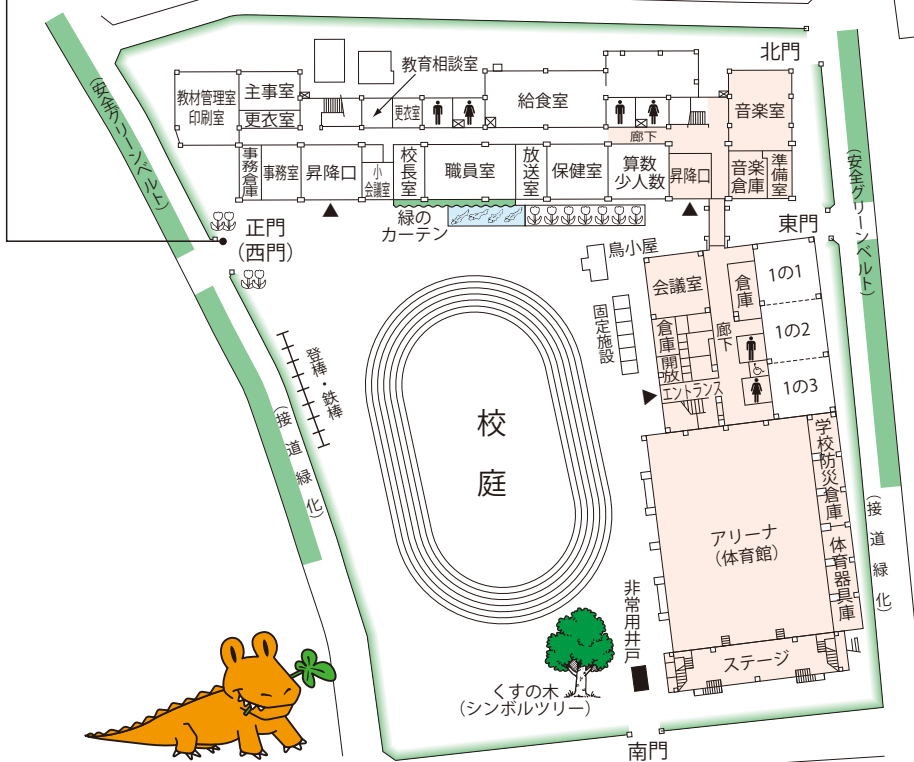 北門
(安全グリーンベルト)
教育相談室
教材管理室
印刷室
主事室
更衣室
更衣室
給食室
音楽室
廊下
事務倉庫
事務室
昇降口
小
会議室
校長室
職員室
放送室
保健室
算数
少人数
昇降口
音楽
倉庫
準備室
(安全グリーンベルト)
正門
(西門)
緑の
カーテン
東門
鳥小屋
会議室
倉庫
1の1
固定施設
倉庫
廊下
1の2
開放
エントランス
1の3
登棒・鉄棒
校庭
(接道緑化)
学校防災倉庫
アリーナ
(体育館)
体育器具庫
(接道緑化)
非常用井戸
ステージ
くすの木
(シンボルツリー)
南門